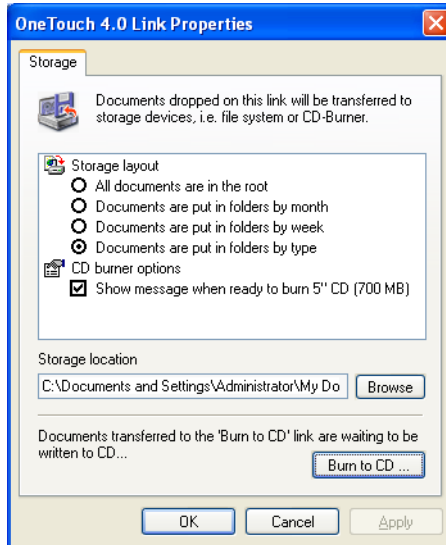 OneTouch 4.0 Link Properties
Storage
Documents dropped on this link will be transferred to
storage devices, i.e. file system or CD-Burner.
Storage layout
All documents are in the root
Documents are put in folders by month
Documents are put in folders by week
Documents are put in folders by type
CD burner options
Show message when ready to burn 5" CD (700 MB)
Storage location
C:\Documents and Settings\Administrator\My Do
Browse
Documents transferred to the 'Burn to CD' link are waiting to be
written to CD...
Burn to CD ...
OK
Cancel
Apply